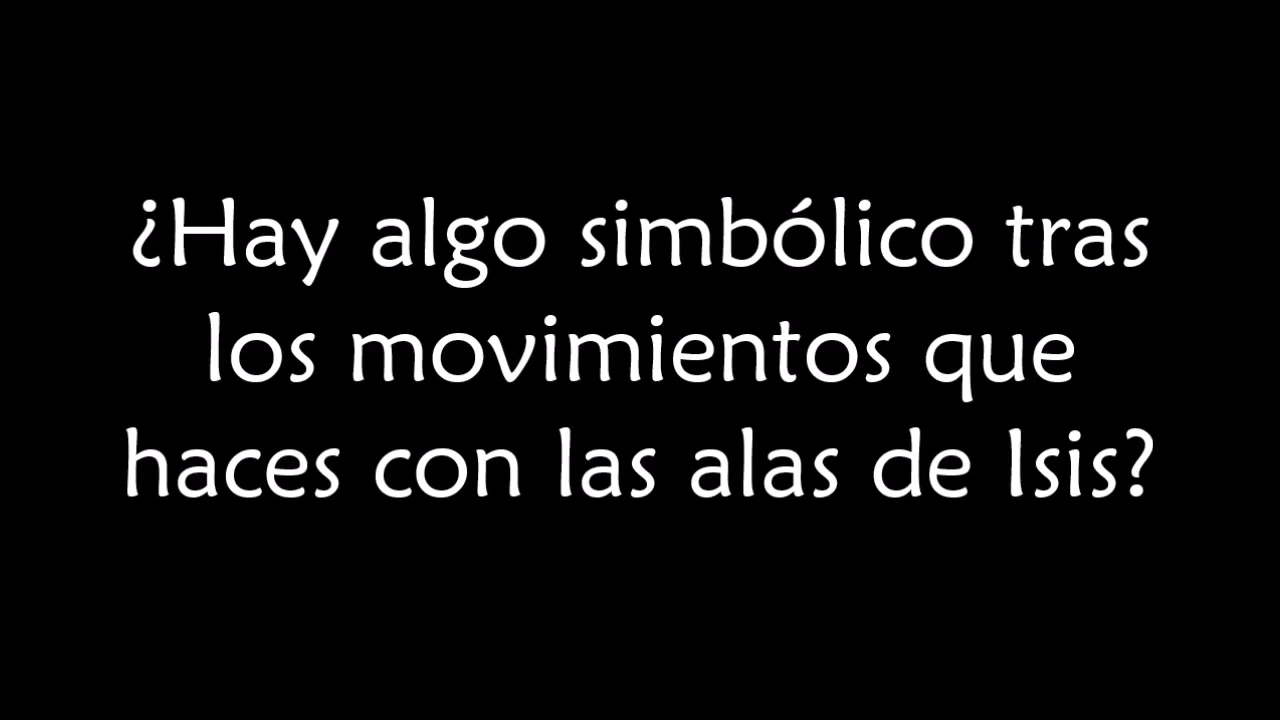 ¿Hay algo simbólico tras
los movimientos que
haces con las alas de Isis?